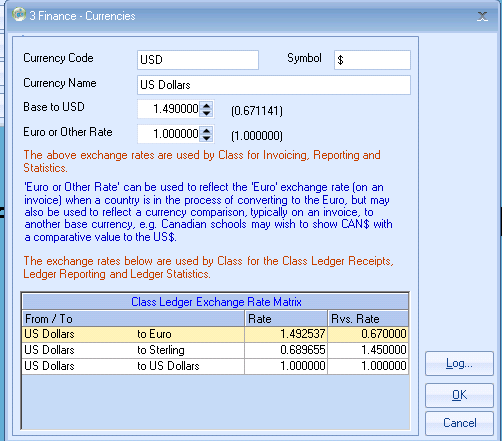 3 Finance - Currencies
Currency Code USD Symbol $
Currency Name US Dollars
Base to USD 1.490000 (0.671141)
Euro or Other Rate 1.000000 (1.000000)
The above exchange rates are used by Class for Invoicing, Reporting and
Statistics.
'Euro or Other Rate' can be used to reflect the 'Euro' exchange rate (on an
invoice) when a country is in the process of converting to the Euro, but may
also be used to reflect a currency comparison, typically on an invoice, to
another base currency, e.g. Canadian schools may wish to show CAN$ with
a comparative value to the US$.
The exchange rates below are used by Class for the Class Ledger Receipts,
Ledger Reporting and Ledger Statistics.
Class Ledger Exchange Rate Matrix
From / To Rate Rvs. Rate
US Dollars to Euro 1.492537 0.670000
US Dollars to Sterling 0.689655 1.450000
US Dollars to US Dollars 1.000000 1.000000
Log...
OK
Cancel